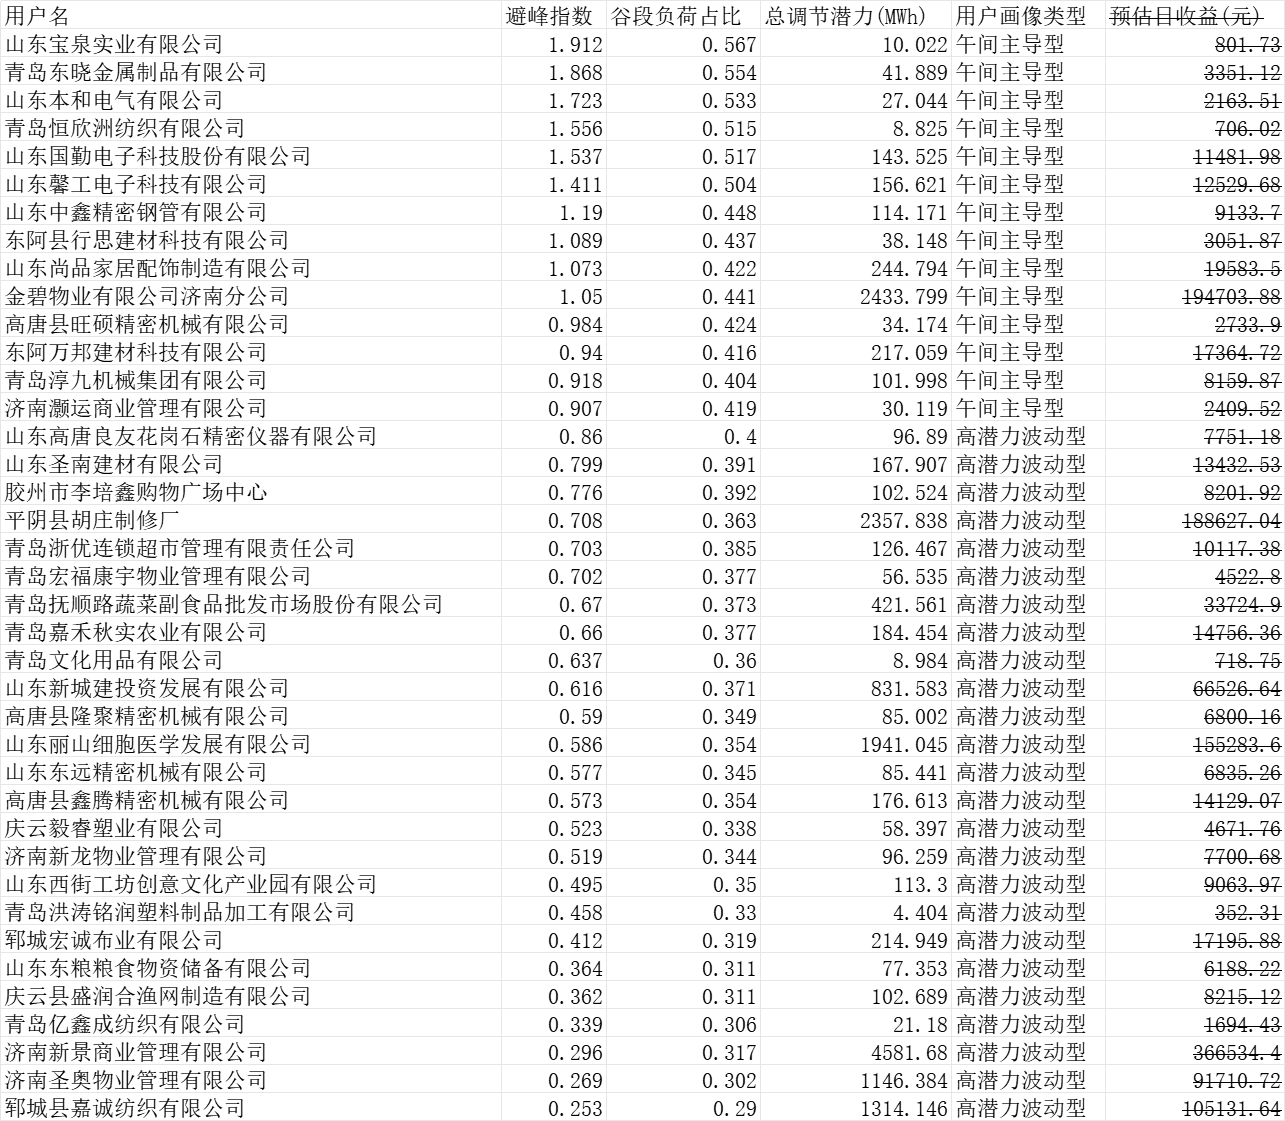 用户名 避峰指数 谷段负荷占比 总调节潜力(MWh) 用户画像类型 预估日收益(元)
山东宝泉实业有限公司 1.912 0.567 10.022 午间主导型 801.73
青岛东晓金属制品有限公司 1.868 0.554 41.889 午间主导型 3351.12
山东本和电气有限公司 1.723 0.533 27.044 午间主导型 2163.51
青岛恒欣洲纺织有限公司 1.556 0.515 8.825 午间主导型 706.02
山东国勤电子科技股份有限公司 1.537 0.517 143.525 午间主导型 11481.98
山东馨工电子科技有限公司 1.411 0.504 156.621 午间主导型 12529.68
山东中鑫精密钢管有限公司 1.19 0.448 114.171 午间主导型 9133.7
东阿县行思建材科技有限公司 1.089 0.437 38.148 午间主导型 3051.87
山东尚品家居配饰制造有限公司 1.073 0.422 244.794 午间主导型 19583.5
金碧物业有限公司济南分公司 1.05 0.441 2433.799 午间主导型 194703.88
高唐县旺硕精密机械有限公司 0.984 0.424 34.174 午间主导型 2733.9
东阿万邦建材科技有限公司 0.94 0.416 217.059 午间主导型 17364.72
青岛淳九机械集团有限公司 0.918 0.404 101.998 午间主导型 8159.87
济南灏运商业管理有限公司 0.907 0.419 30.119 午间主导型 2409.52
山东高唐良友花岗石精密仪器有限公司 0.86 0.4 96.89 高潜力波动型 7751.18
山东圣南建材有限公司 0.799 0.391 167.907 高潜力波动型 13432.53
胶州市李培鑫购物广场中心 0.776 0.392 102.524 高潜力波动型 8201.92
平阴县胡庄制修厂 0.708 0.363 2357.838 高潜力波动型 188627.04
青岛浙优连锁超市管理有限责任公司 0.703 0.385 126.467 高潜力波动型 10117.38
青岛宏福康宇物业管理有限公司 0.702 0.377 56.535 高潜力波动型 4522.8
青岛抚顺路蔬菜副食品批发市场股份有限公司 0.67 0.373 421.561 高潜力波动型 33724.9
青岛嘉禾秋实农业有限公司 0.66 0.377 184.454 高潜力波动型 14756.36
青岛文化用品有限公司 0.637 0.36 8.984 高潜力波动型 718.75
山东新城建投资发展有限公司 0.616 0.371 831.583 高潜力波动型 66526.64
高唐县隆聚精密机械有限公司 0.59 0.349 85.002 高潜力波动型 6800.16
山东丽山细胞医学发展有限公司 0.586 0.354 1941.045 高潜力波动型 155283.6
山东东远精密机械有限公司 0.577 0.345 85.441 高潜力波动型 6835.26
高唐县鑫腾精密机械有限公司 0.573 0.354 176.613 高潜力波动型 14129.07
庆云毅睿塑业有限公司 0.523 0.338 58.397 高潜力波动型 4671.76
济南新龙物业管理有限公司 0.519 0.344 96.259 高潜力波动型 7700.68
山东西街工坊创意文化产业园有限公司 0.495 0.35 113.3 高潜力波动型 9063.97
青岛洪涛铭润塑料制品加工有限公司 0.458 0.33 4.404 高潜力波动型 352.31
郓城宏诚布业有限公司 0.412 0.319 214.949 高潜力波动型 17195.88
山东东粮粮食物资储备有限公司 0.364 0.311 77.353 高潜力波动型 6188.22
庆云县盛润合渔网制造有限公司 0.362 0.311 102.689 高潜力波动型 8215.12
青岛亿鑫成纺织有限公司 0.339 0.306 21.18 高潜力波动型 1694.43
济南新景商业管理有限公司 0.296 0.317 4581.68 高潜力波动型 366534.4
济南圣奥物业管理有限公司 0.269 0.302 1146.384 高潜力波动型 91710.72
郓城县嘉诚纺织有限公司 0.253 0.29 1314.146 高潜力波动型 105131.64